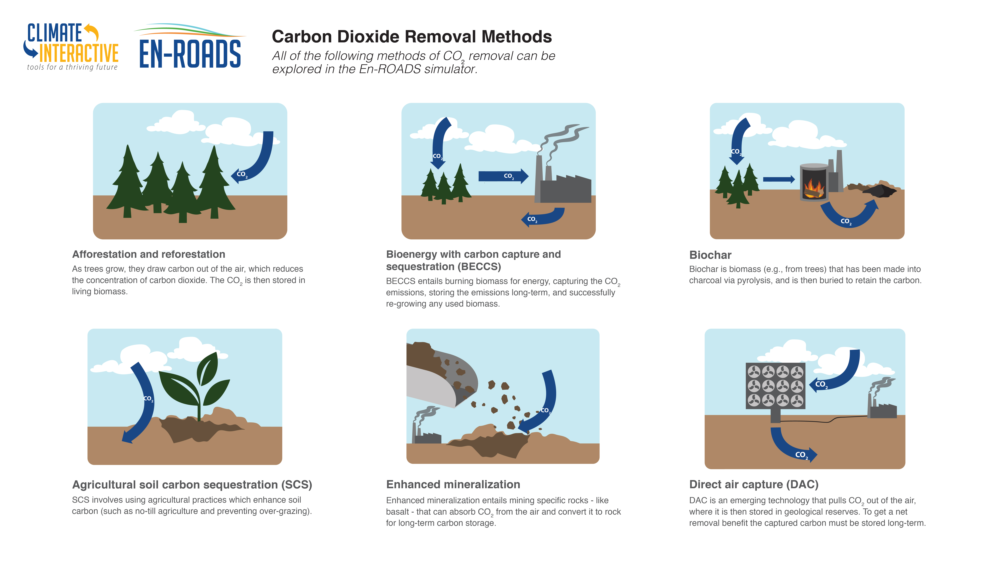 CLIMATE
INTERACTIVE
tools for a thriving future
EN-ROADS
Carbon Dioxide Removal Methods
All of the following methods of CO₂ removal can be
explored in the En-ROADS simulator.
CO₂
Afforestation and reforestation
As trees grow, they draw carbon out of the air, which reduces
the concentration of carbon dioxide. The CO₂ is then stored in
living biomass.
CO₂
CO₂
CO₂
Bioenergy with carbon capture and
sequestration (BECCS)
BECCS entails burning biomass for energy, capturing the CO₂
emissions, storing the emissions long-term, and successfully
re-growing any used biomass.
CO₂
CO₂
Biochar
Biochar is biomass (e.g., from trees) that has been made into
charcoal via pyrolysis, and is then buried to retain the carbon.
CO₂
Agricultural soil carbon sequestration (SCS)
SCS involves using agricultural practices which enhance soil
carbon (such as no-till agriculture and preventing over-grazing).
CO₂
Enhanced mineralization
Enhanced mineralization entails mining specific rocks - like
basalt - that can absorb CO₂ from the air and convert it to rock
for long-term carbon storage.
CO₂
CO₂
Direct air capture (DAC)
DAC is an emerging technology that pulls CO₂ out of the air,
where it is then stored in geological reserves. To get a net
removal benefit the captured carbon must be stored long-term.